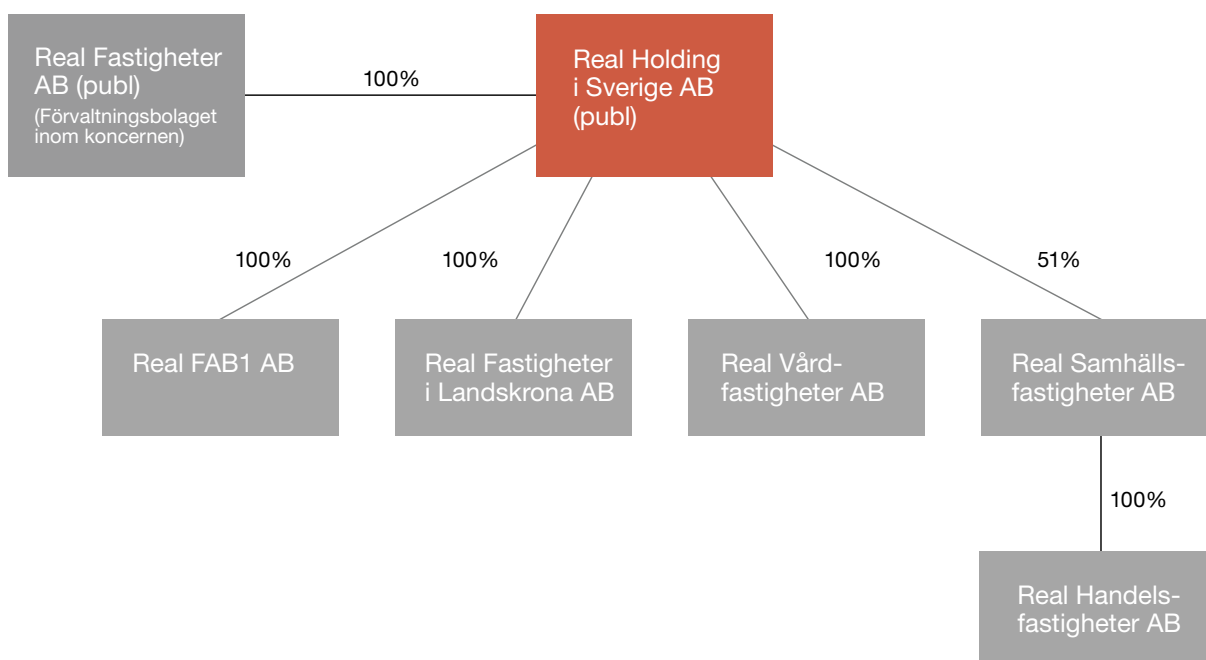 Real Fastigheter
AB (publ)
(Förvaltningsbolaget
inom koncernen)
100%
Real Holding
i Sverige AB
(publ)
100%
100%
100%
51%
Real FAB1 AB
Real Fastigheter
i Landskrona AB
Real Vård-
fastigheter AB
Real Samhälls-
fastigheter AB
100%
Real Handels-
fastigheter AB